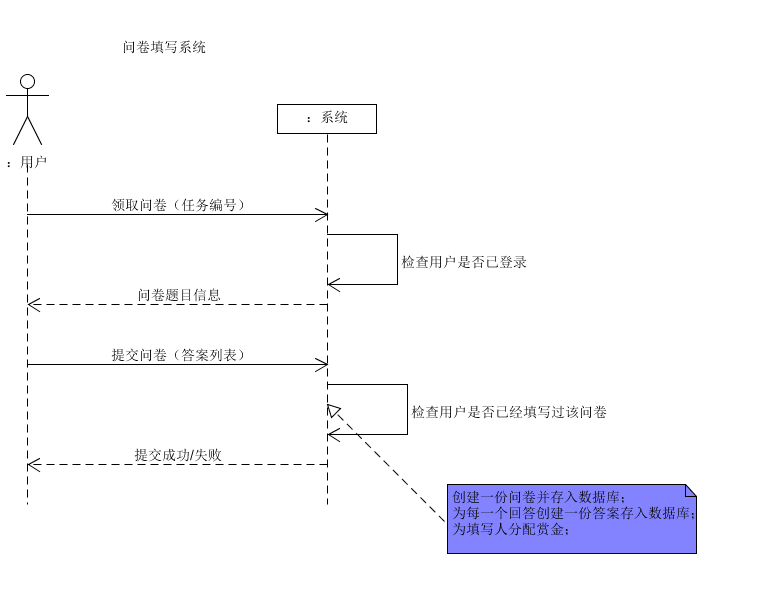 问卷填写系统
: 系统
: 用户
领取问卷（任务编号）
检查用户是否已登录
问卷题目信息
提交问卷（答案列表）
检查用户是否已经填写过该问卷
提交成功/失败
创建一份问卷并存入数据库;
为每一个回答创建一份答案存入数据库;
为填写人分配赏金;